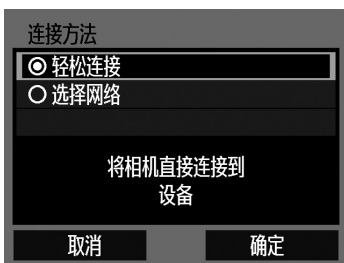 连接方法
轻松连接
选择网络
将相机直接连接到
设备
取消
确定